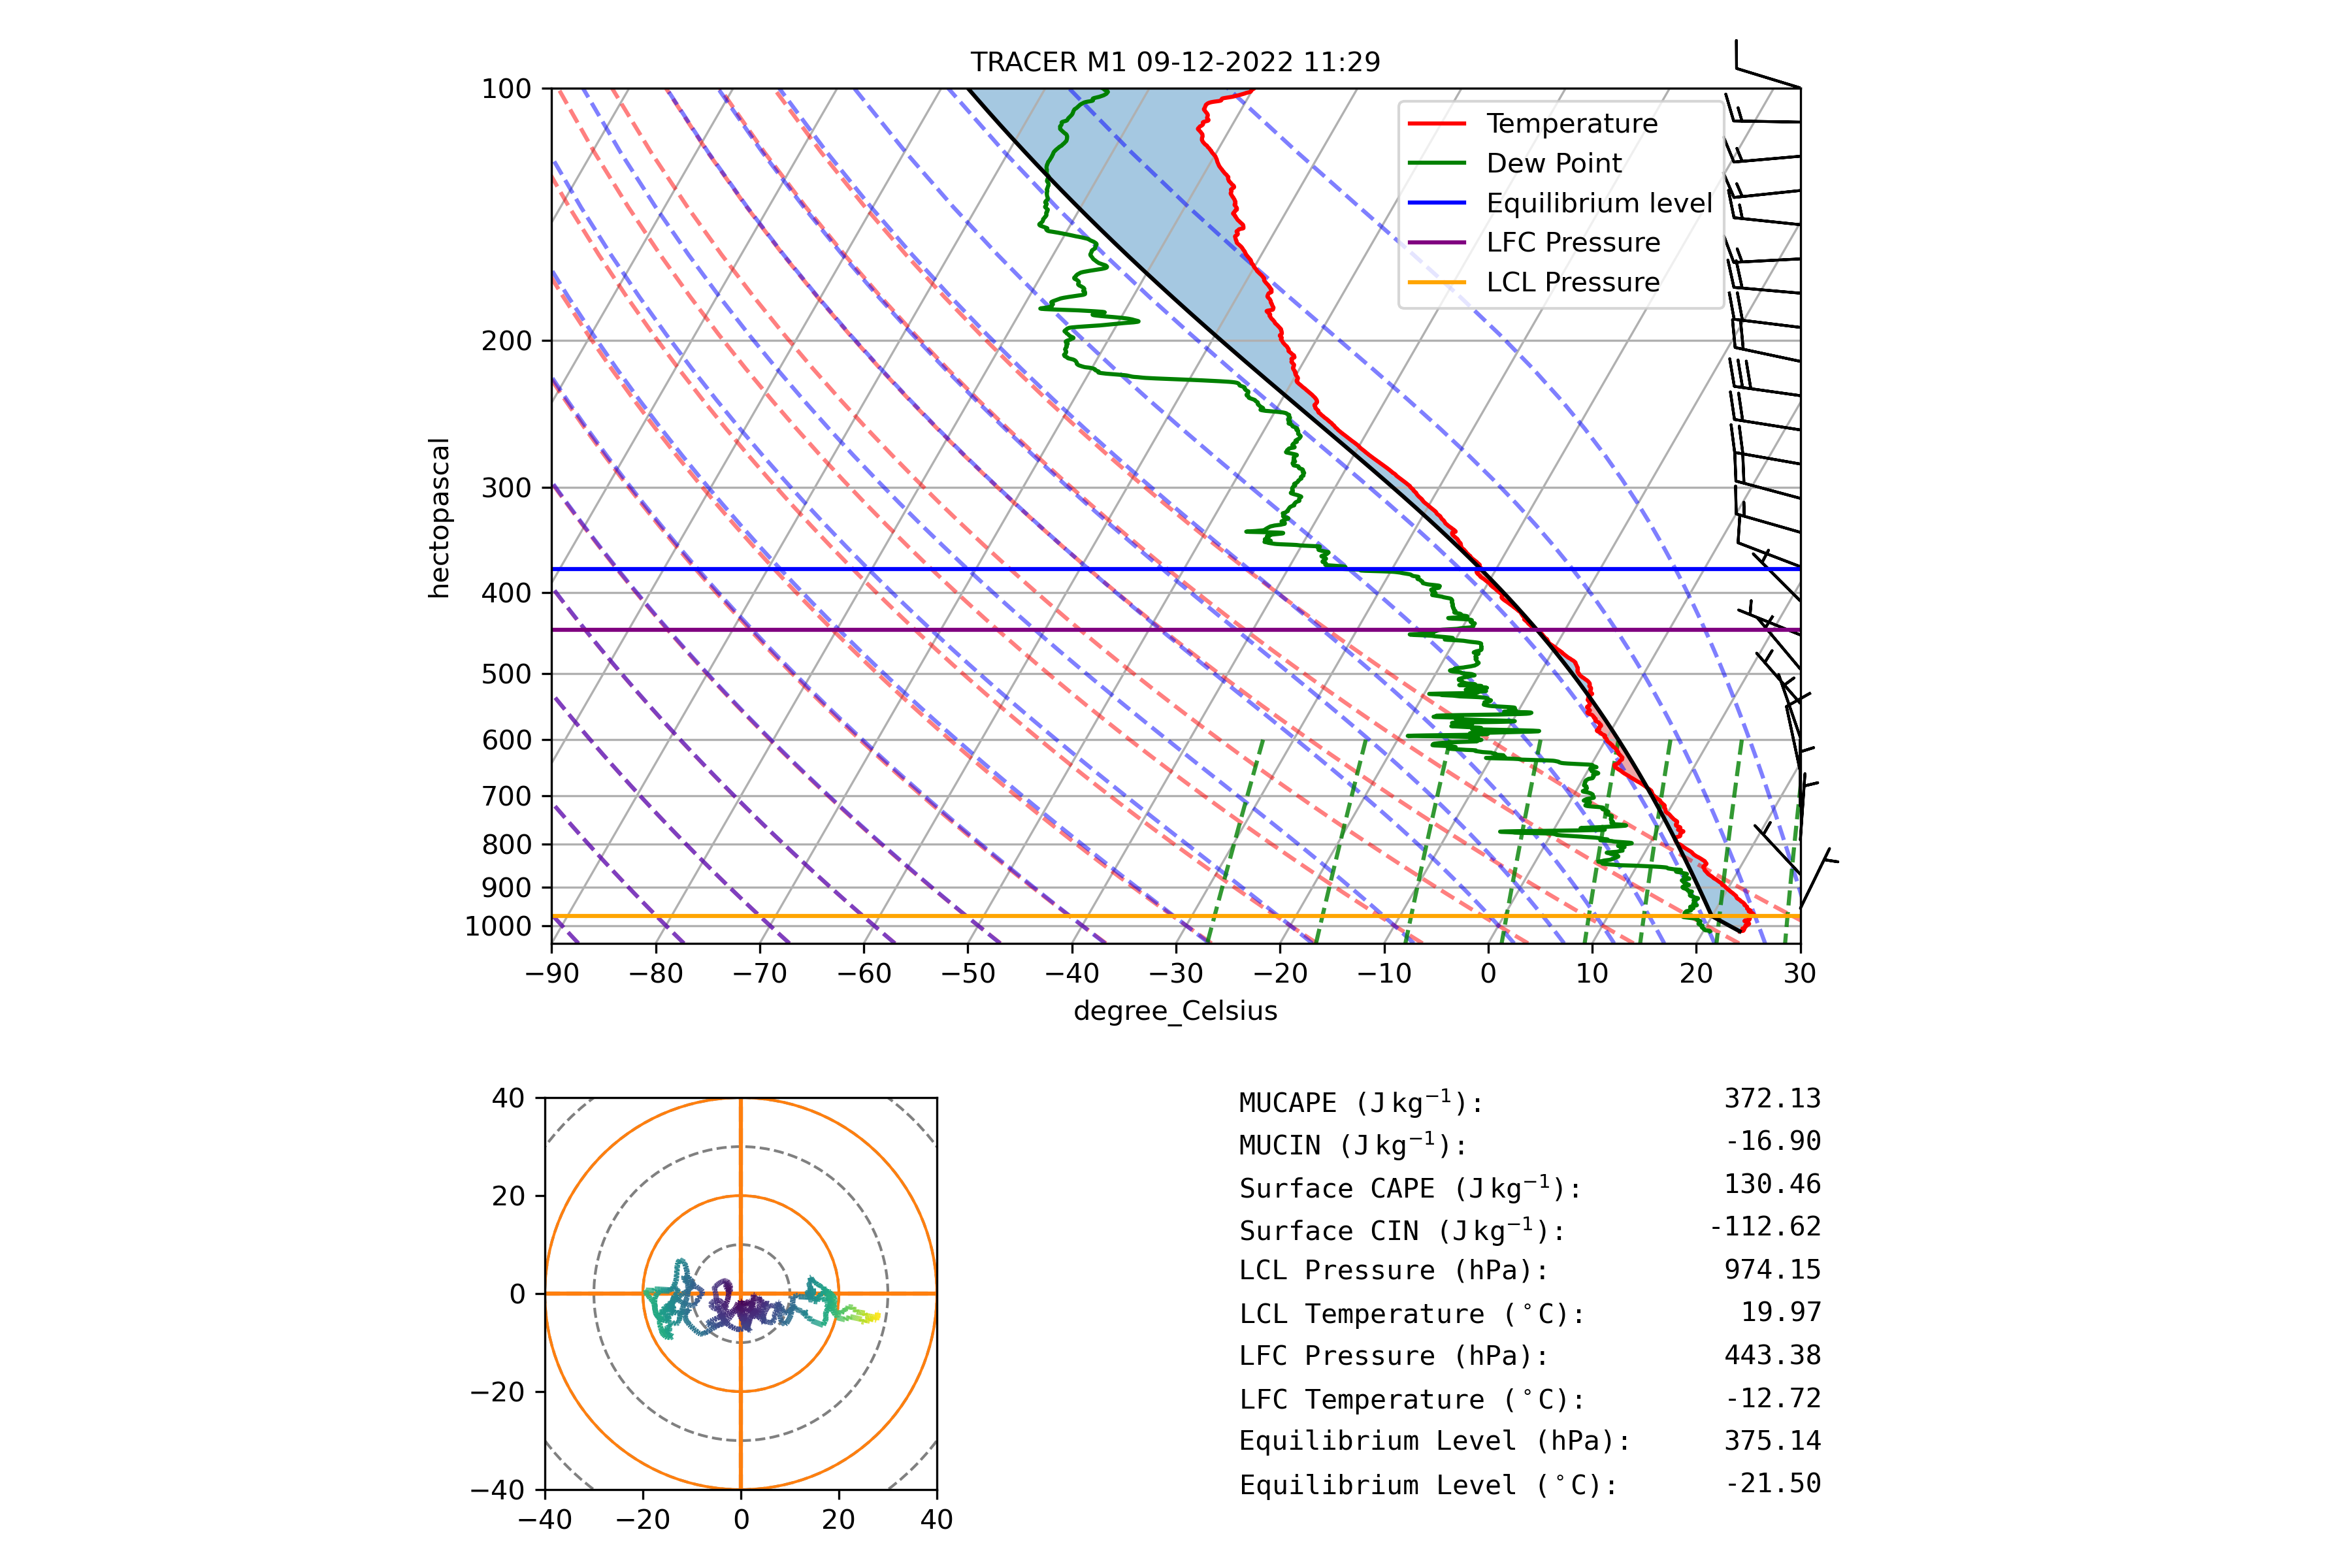 TRACER M1 09-12-2022 11:29
100
200
300
400
500
600
700
800
900
1000
hectopascal
Temperature
Dew Point
Equilibrium level
LFC Pressure
LCL Pressure
−90 −80 −70 −60 −50 −40 −30 −20 −10 0 10 20 30
degree_Celsius
40
20
0
−20
−40
−40 −20 0 20 40
MUCAPE (J kg⁻¹): 372.13
MUCIN (J kg⁻¹): -16.90
Surface CAPE (J kg⁻¹): 130.46
Surface CIN (J kg⁻¹): -112.62
LCL Pressure (hPa): 974.15
LCL Temperature (°C): 19.97
LFC Pressure (hPa): 443.38
LFC Temperature (°C): -12.72
Equilibrium Level (hPa): 375.14
Equilibrium Level (°C): -21.50